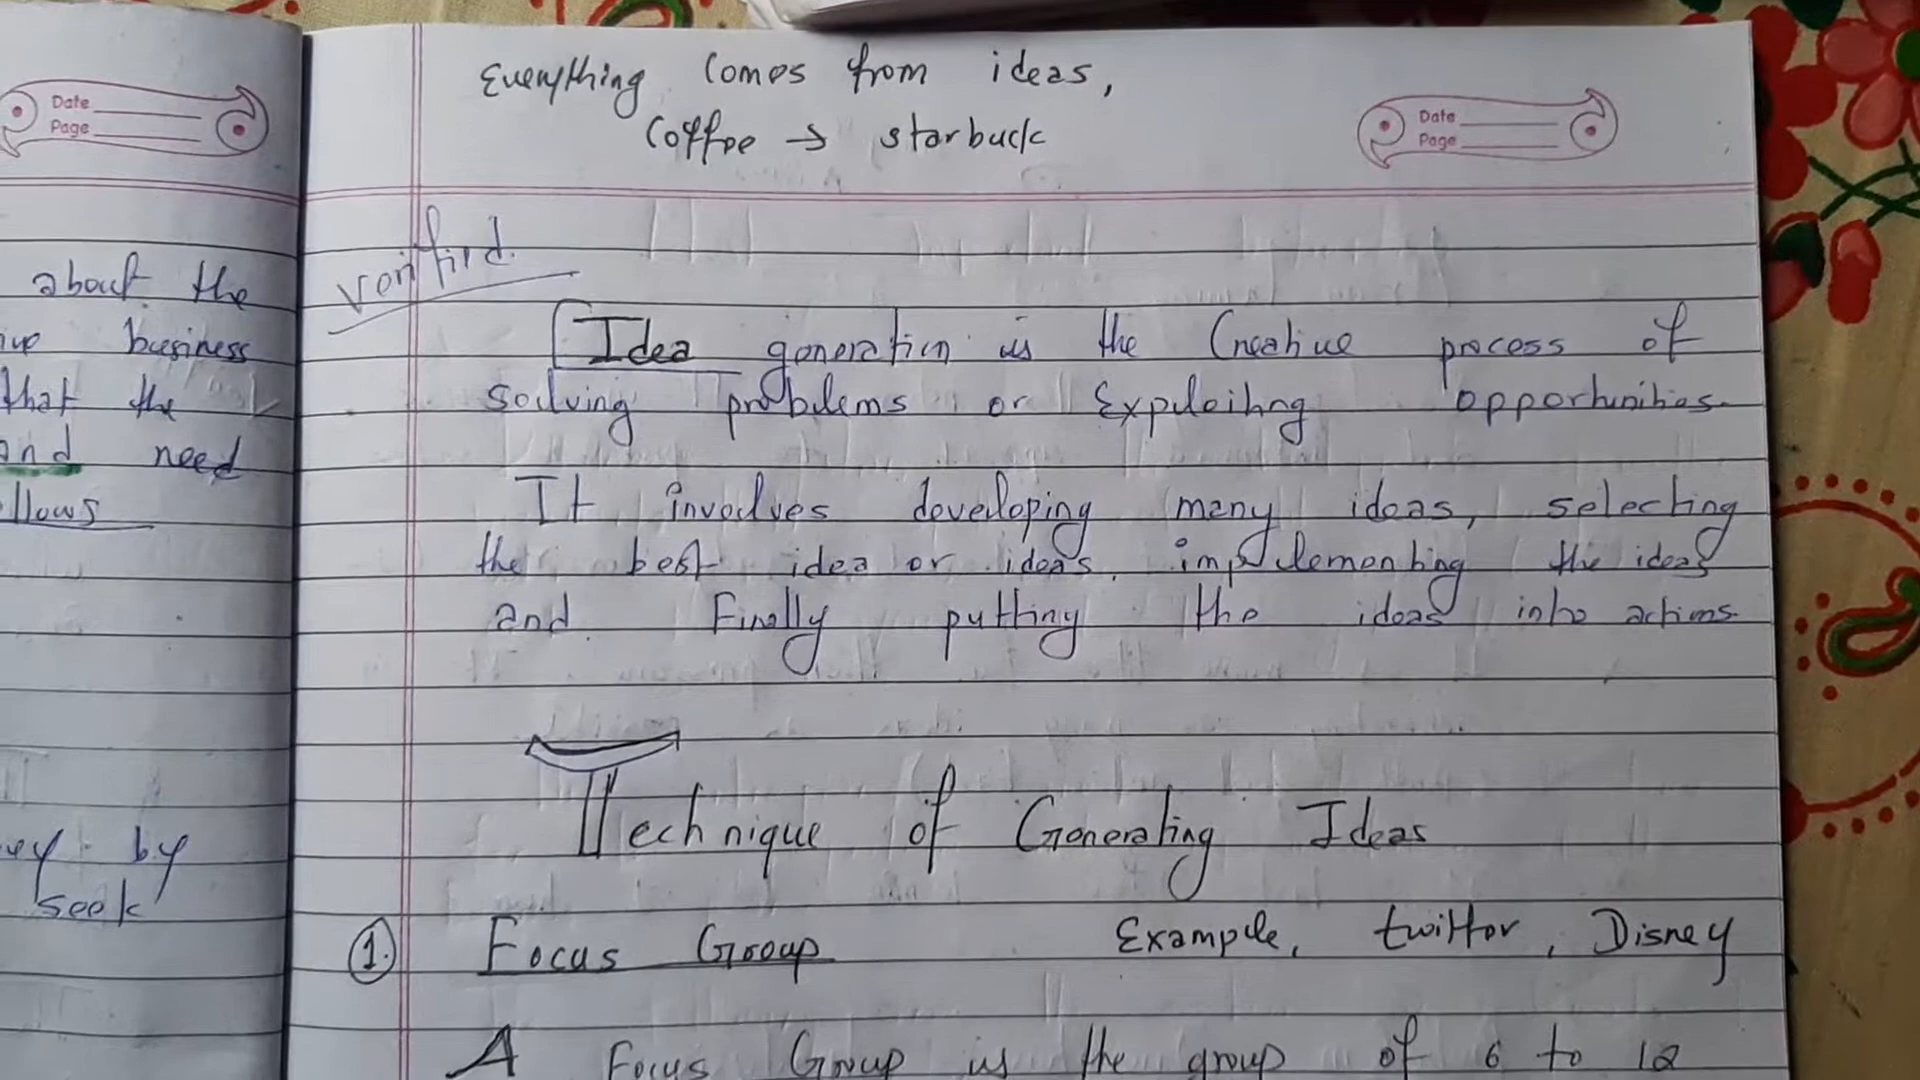 Date
Page
about the
business
that the
and need
llows
by
seek
Everything comes from ideas,
Coffee → starbuck
Date
Page
Idea generation is the Creative process of
solving problems or Exploiting opportunities.
It involves developing many ideas, selecting
the best idea or ideas, implementing the ideas
and Finally putting the ideas into actions.
Technique of Generating Ideas
1. Focus Group Example, twitter, Disney
A Focus Group is the group of 6 to 12